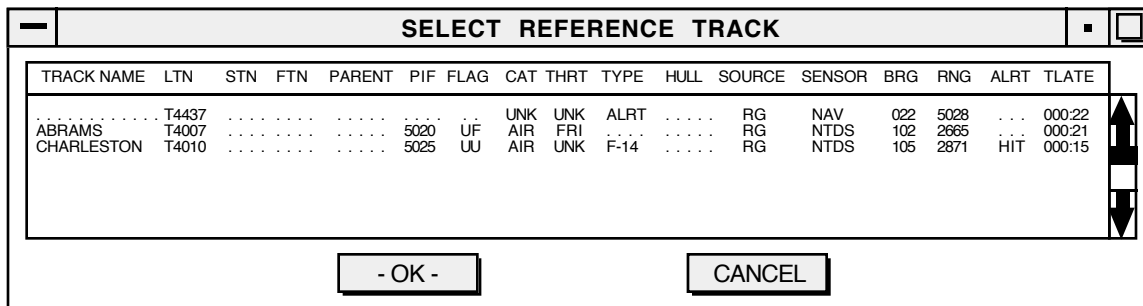 SELECT REFERENCE TRACK
TRACK NAME LTN STN FTN PARENT PIF FLAG CAT THRT TYPE HULL SOURCE SENSOR BRG RNG ALRT TLATE
. . . . . . . . . . . . T4437 . . . . . . . . . . . . . . . . . . . UNK UNK ALRT . . . . . RG NAV 022 5028 . . . 000:22
ABRAMS T4007 . . . . . . . . . . . . . 5020 UF AIR FRI . . . . . . . . . RG NTDS 102 2665 . . . 000:21
CHARLESTON T4010 . . . . . . . . . . . . . 5025 UU AIR UNK F-14 . . . . . RG NTDS 105 2871 HIT 000:15
- OK - CANCEL